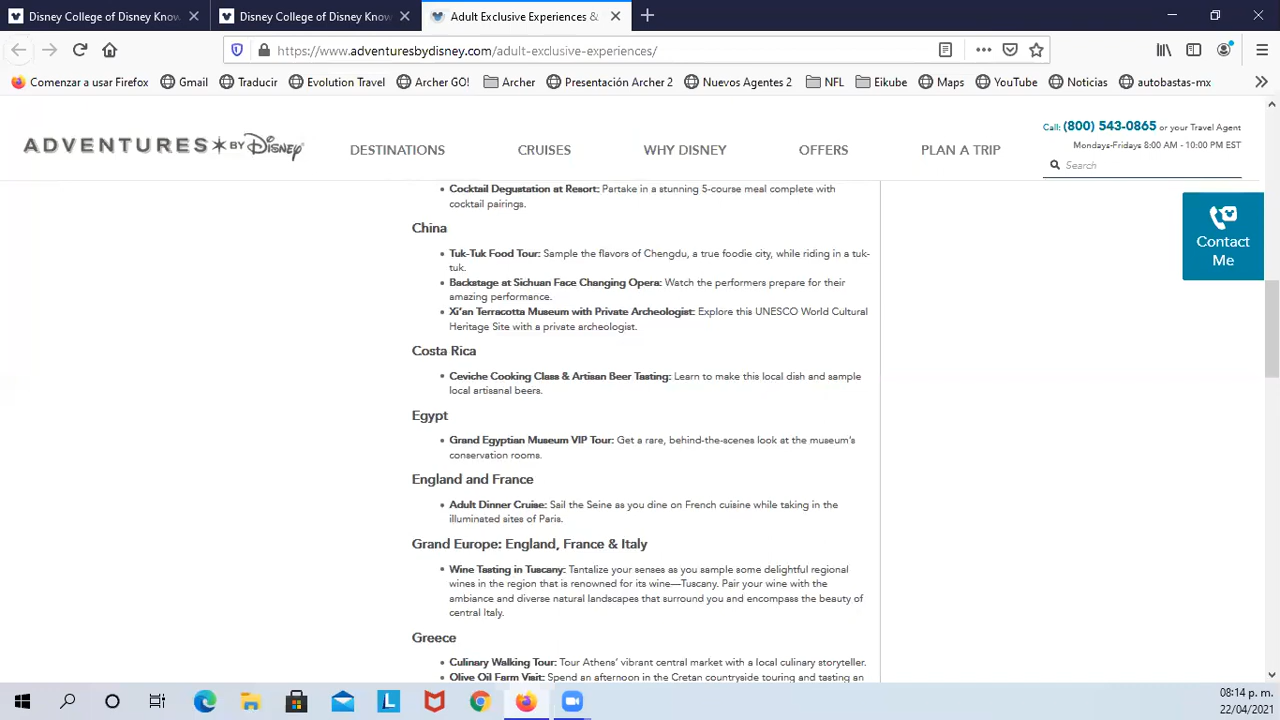 Disney College of Disney Know
Disney College of Disney Know
Adult Exclusive Experiences &
https://www.adventuresbydisney.com/adult-exclusive-experiences/
Comenzar a usar Firefox Gmail Traducir Evolution Travel Archer GO! Archer Presentación Archer 2 Nuevos Agentes 2 NFL Eikube Maps YouTube Noticias autobastas-mx
ADVENTURES BY DISNEY
DESTINATIONS CRUISES WHY DISNEY OFFERS PLAN A TRIP
Call: (800) 543-0865 or your Travel Agent
Mondays-Fridays 8:00 AM - 10:00 PM EST
Search
Contact
Me
• Cocktail Degustation at Resort: Partake in a stunning 5-course meal complete with
cocktail pairings.
China
• Tuk-Tuk Food Tour: Sample the flavors of Chengdu, a true foodie city, while riding in a tuk-
tuk.
• Backstage at Sichuan Face Changing Opera: Watch the performers prepare for their
amazing performance.
• Xi'an Terracotta Museum with Private Archeologist: Explore this UNESCO World Cultural
Heritage Site with a private archeologist.
Costa Rica
• Ceviche Cooking Class & Artisan Beer Tasting: Learn to make this local dish and sample
local artisanal beers.
Egypt
• Grand Egyptian Museum VIP Tour: Get a rare, behind-the-scenes look at the museum's
conservation rooms.
England and France
• Adult Dinner Cruise: Sail the Seine as you dine on French cuisine while taking in the
illuminated sites of Paris.
Grand Europe: England, France & Italy
• Wine Tasting in Tuscany: Tantalize your senses as you sample some delightful regional
wines in the region that is renowned for its wine—Tuscany. Pair your wine with the
ambiance and diverse natural landscapes that surround you and encompass the beauty of
central Italy.
Greece
• Culinary Walking Tour: Tour Athens' vibrant central market with a local culinary storyteller.
• Olive Oil Farm Visit: Spend an afternoon in the Cretan countryside touring and tasting an
08:14 p. m.
22/04/2021